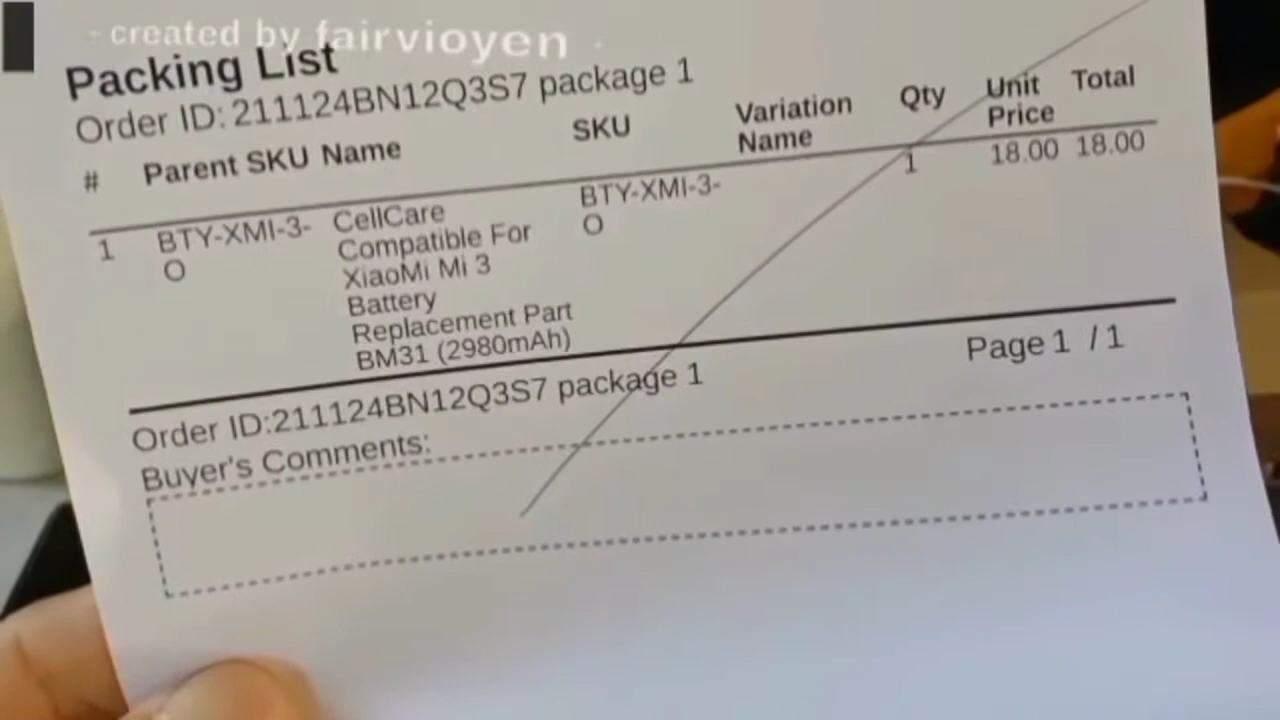 - created by fairvioyen -
Packing List
Order ID: 211124BN12Q3S7 package 1
# Parent SKU Name SKU Variation Name Qty Unit Price Total
1 BTY-XMI-3-O CellCare BTY-XMI-3-O 1 18.00 18.00
Compatible For
XiaoMi Mi 3
Battery
Replacement Part
BM31 (2980mAh)
Order ID:211124BN12Q3S7 package 1 Page 1 / 1
Buyer's Comments: